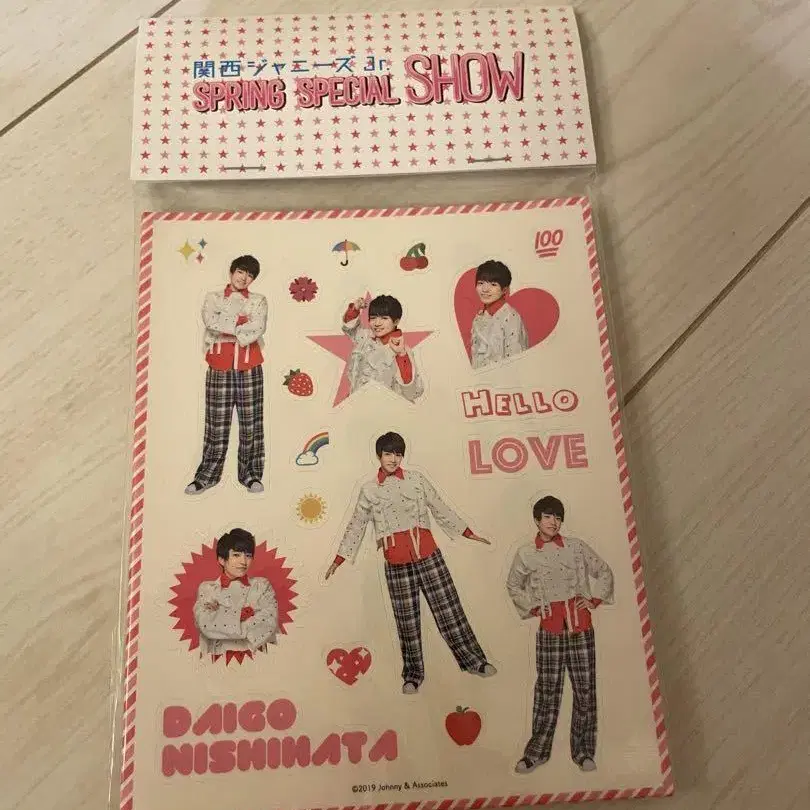 関西ジャニーズJr.
SPRING SPECIAL SHOW
100
HELLO
LOVE
DAIGO
NISHIHATA
©2019 Johnny & Associates